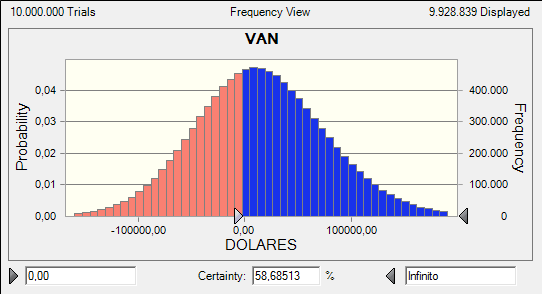 10.000.000 Trials Frequency View 9.928.839 Displayed
VAN
0,04 400.000
0,03 300.000
0,02 200.000
0,01 100.000
0,00 0
Probability
Frequency
-100000,00 0,00 100000,00
DOLARES
0,00 Certainty: 58,68513 % Infinito